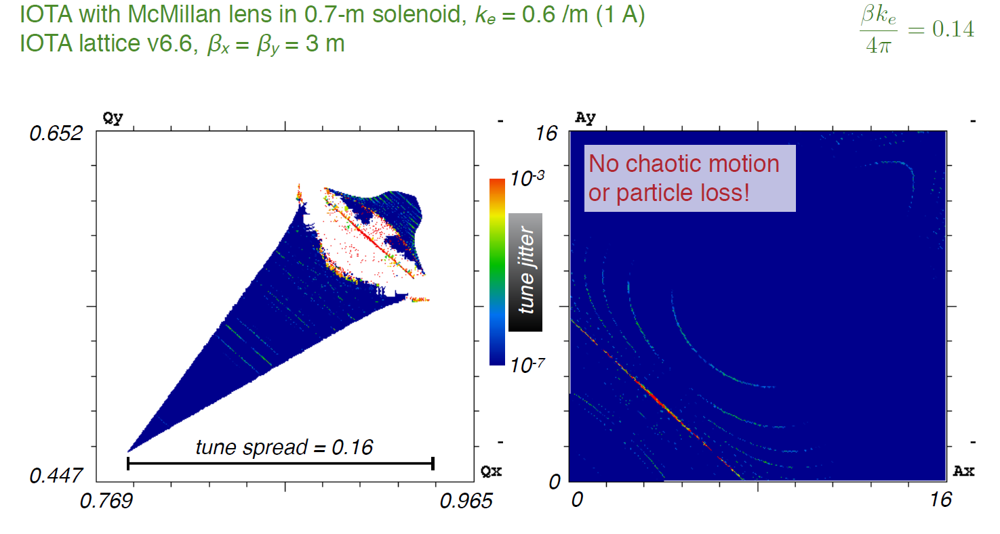 IOTA with McMillan lens in 0.7-m solenoid, kₑ = 0.6 /m (1 A)
IOTA lattice v6.6, βₓ = βᵧ = 3 m
βkₑ/4π = 0.14
Qy
0.652
0.447
0.769
0.965
Qx
tune spread = 0.16
10⁻³
tune jitter
10⁻⁷
Ay
16
No chaotic motion
or particle loss!
0
0
16
Ax